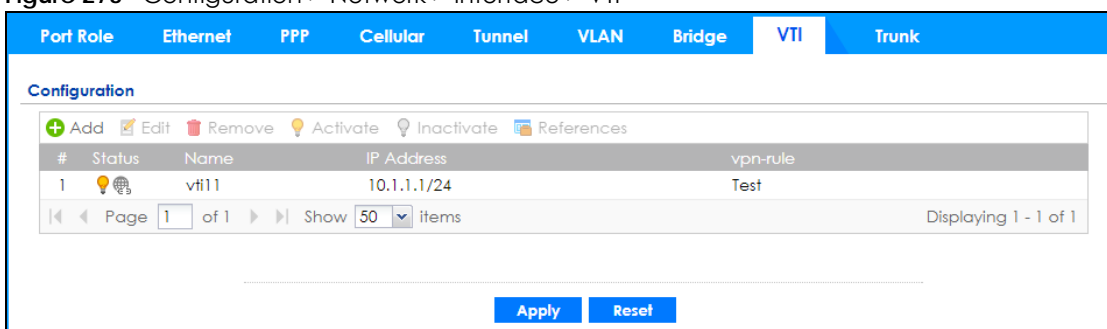 Port Role Ethernet PPP Cellular Tunnel VLAN Bridge VTI Trunk
Configuration
Add Edit Remove Activate Inactivate References
# Status Name IP Address vpn-rule
1 vti11 10.1.1.1/24 Test
Page 1 of 1 Show 50 items Displaying 1 - 1 of 1
Apply Reset